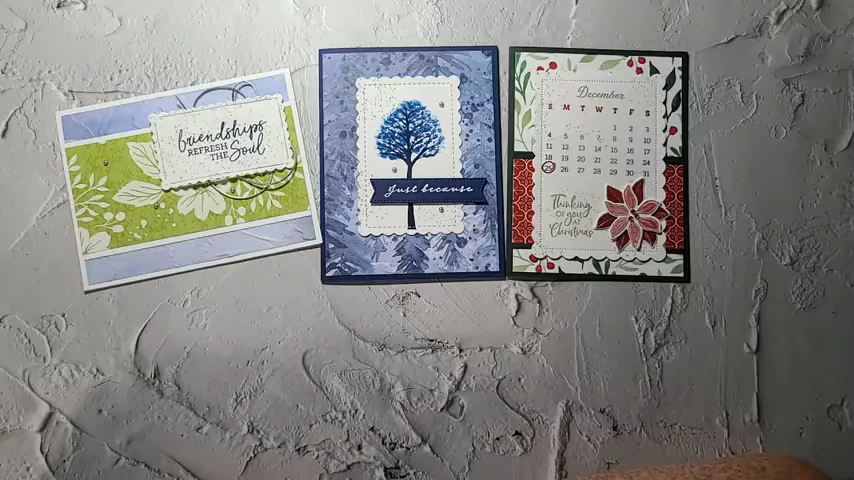 friendships
REFRESH
THE Soul
Just because
December
S M T W T F S
1 2 3
4 5 6 7 8 9 10
11 12 13 14 15 16 17
18 19 20 21 22 23 24
25 26 27 28 29 30 31
Thinking
OF you AT
Christmas